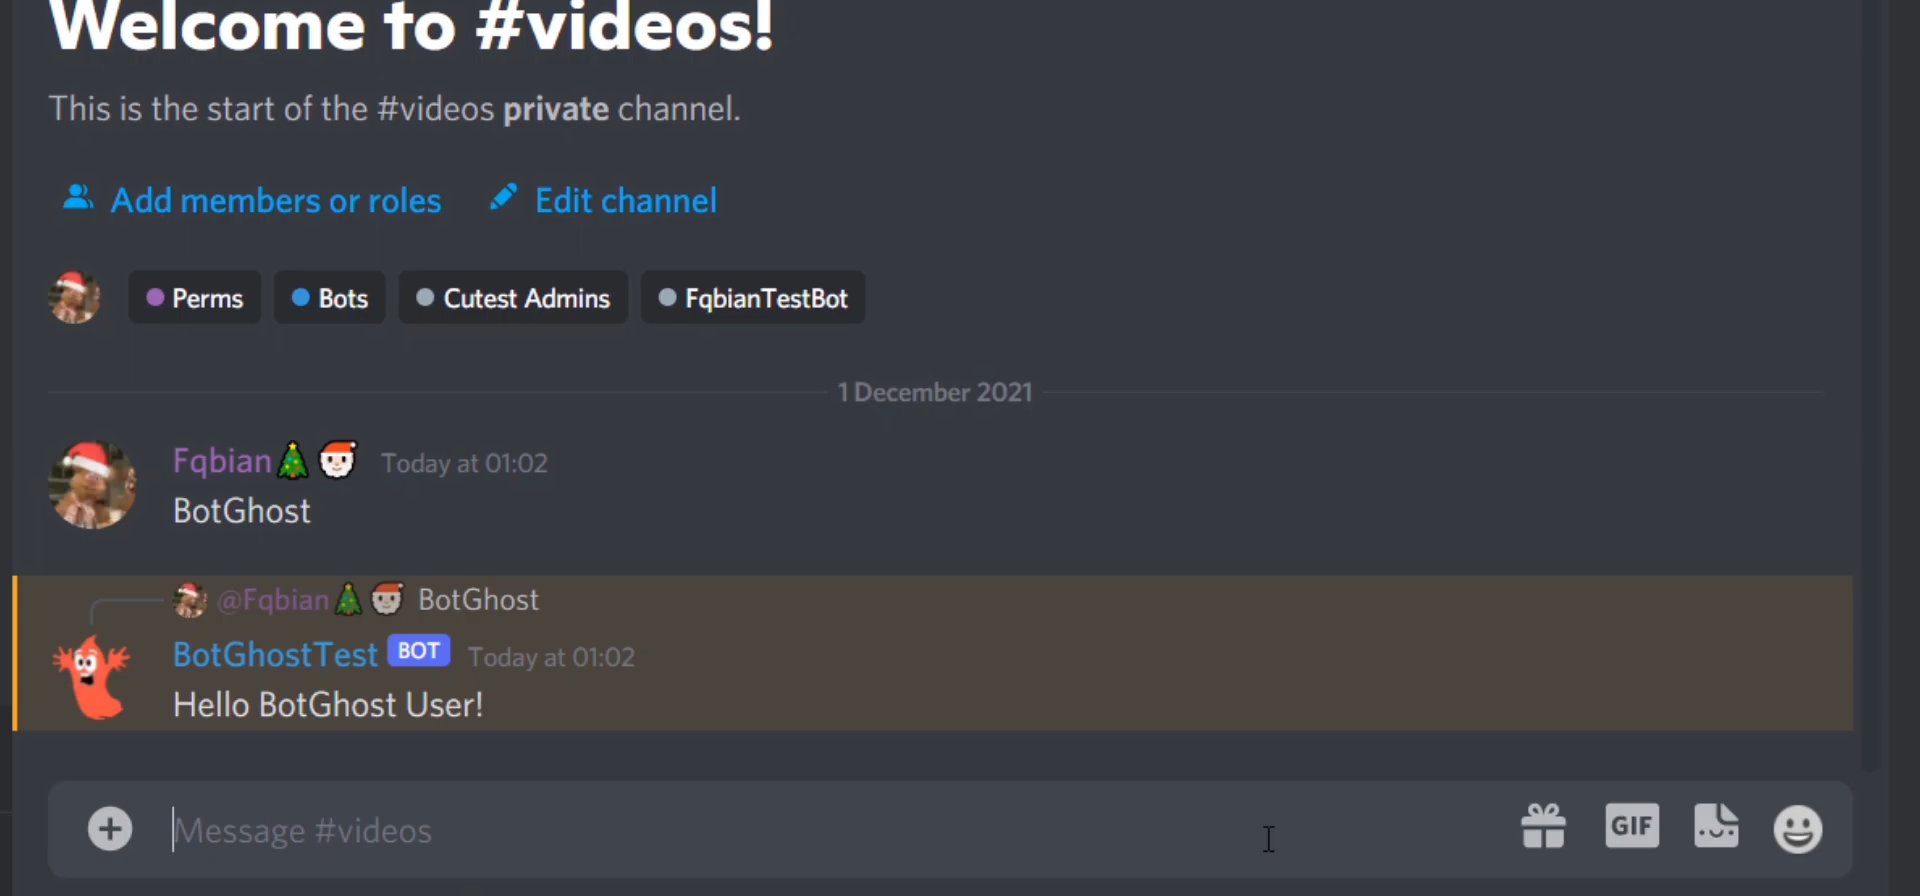 Welcome to #videos!
This is the start of the #videos private channel.
Add members or roles Edit channel
Perms Bots Cutest Admins FqbianTestBot
1 December 2021
Fqbian🎄🎅 Today at 01:02
BotGhost
@Fqbian🎄🎅 BotGhost
BotGhostTest BOT Today at 01:02
Hello BotGhost User!
Message #videos GIF